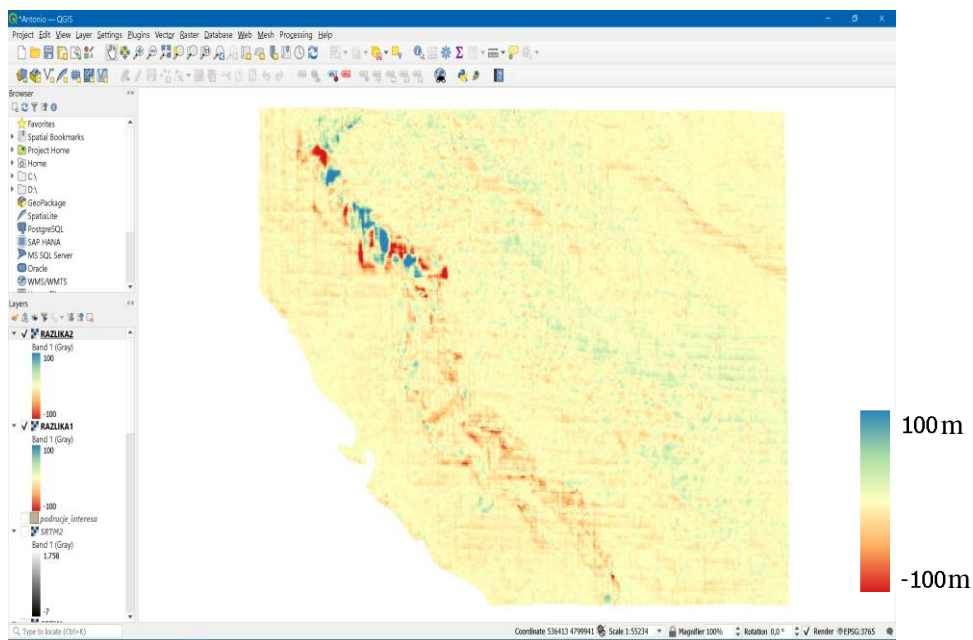 *Antonio — QGIS
Project Edit View Layer Settings Plugins Vector Raster Database Web Mesh Processing Help
Browser
Favorites
Spatial Bookmarks
Project Home
Home
C:\
D:\
GeoPackage
SpatiaLite
PostgreSQL
SAP HANA
MS SQL Server
Oracle
WMS/WMTS
Layers
RAZLIKA2
Band 1 (Gray)
100
-100
RAZLIKA1
Band 1 (Gray)
100
-100
podrucje_interesa
SRTM2
Band 1 (Gray)
1.758
-7
Type to locate (Ctrl+K)
Coordinate 536413 4799941 Scale 1:55234 Magnifier 100% Rotation 0,0 ° Render EPSG:3765
100 m
-100 m